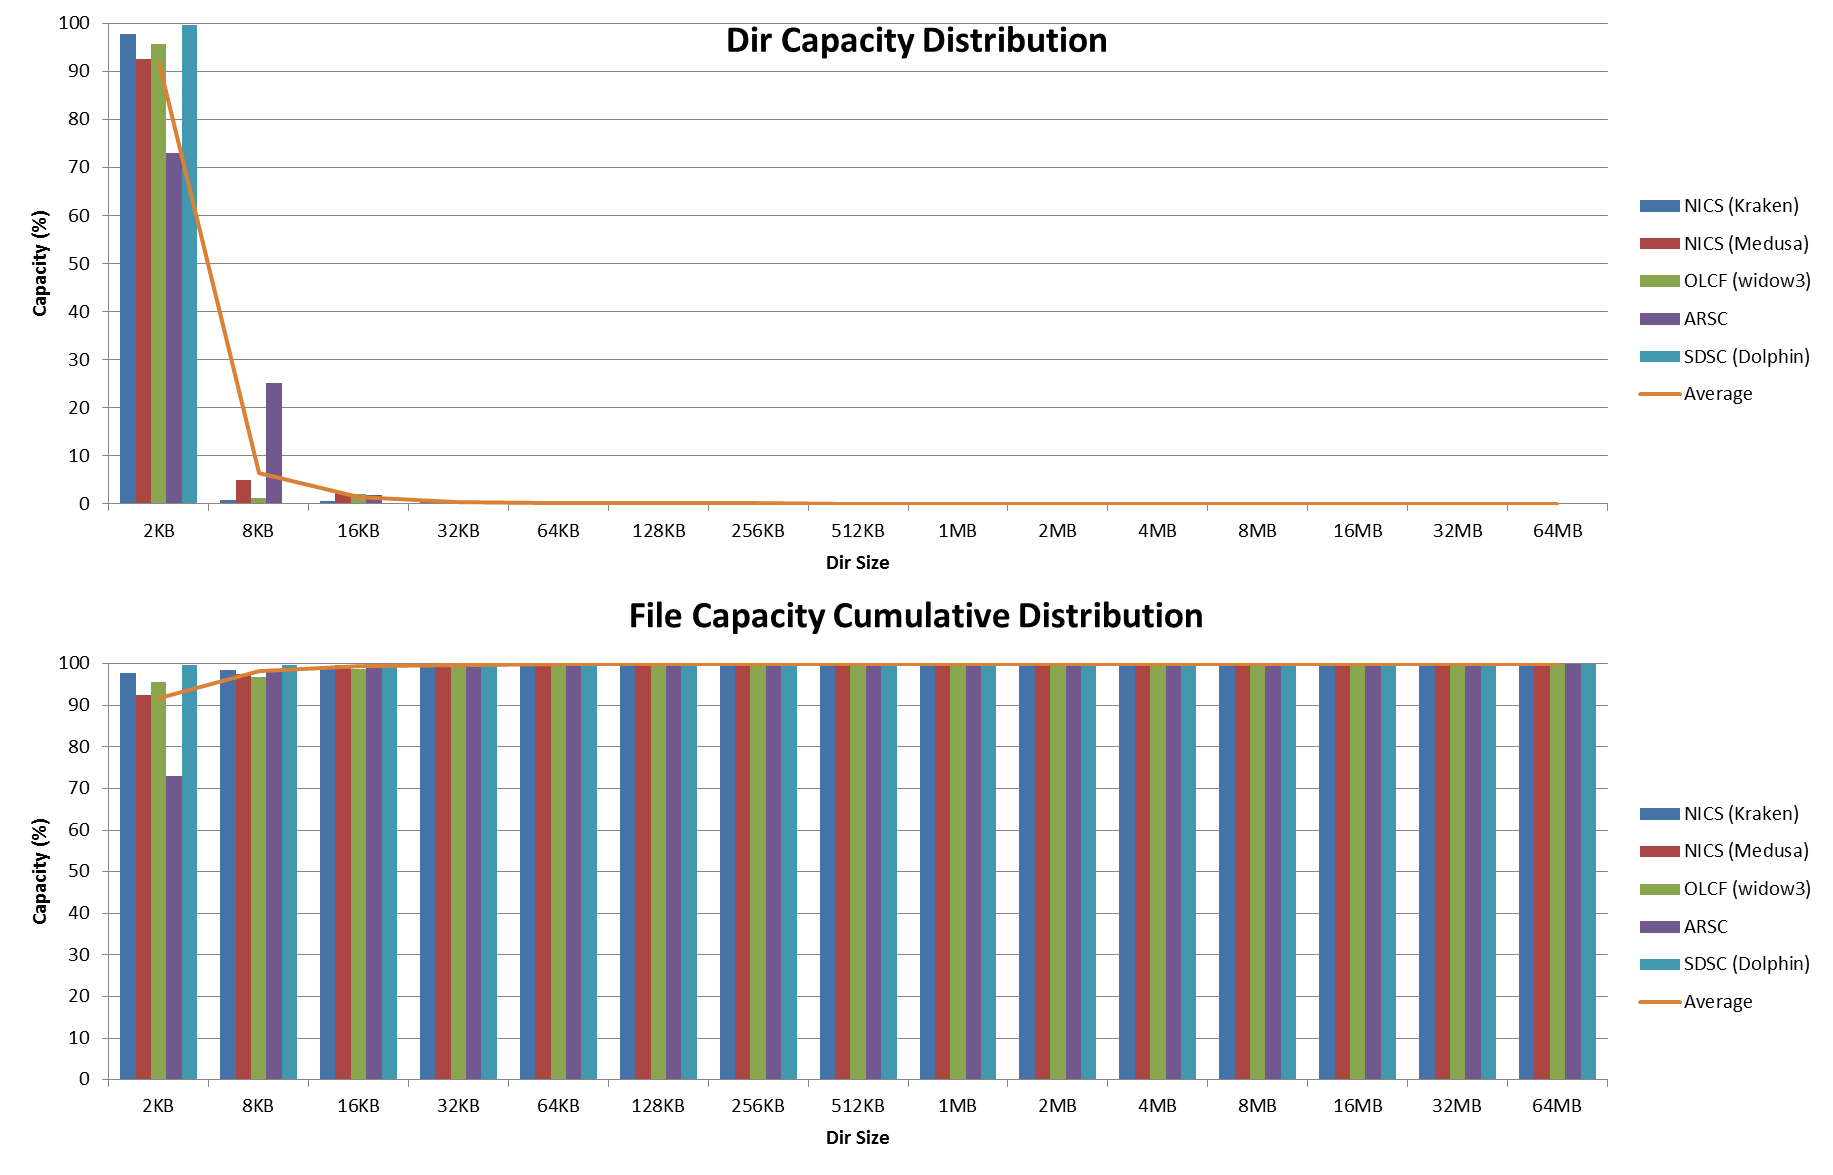 Dir Capacity Distribution
Capacity (%)
100
90
80
70
60
50
40
30
20
10
0
2KB 8KB 16KB 32KB 64KB 128KB 256KB 512KB 1MB 2MB 4MB 8MB 16MB 32MB 64MB
Dir Size
NICS (Kraken)
NICS (Medusa)
OLCF (widow3)
ARSC
SDSC (Dolphin)
Average
File Capacity Cumulative Distribution
Capacity (%)
100
90
80
70
60
50
40
30
20
10
0
2KB 8KB 16KB 32KB 64KB 128KB 256KB 512KB 1MB 2MB 4MB 8MB 16MB 32MB 64MB
Dir Size
NICS (Kraken)
NICS (Medusa)
OLCF (widow3)
ARSC
SDSC (Dolphin)
Average